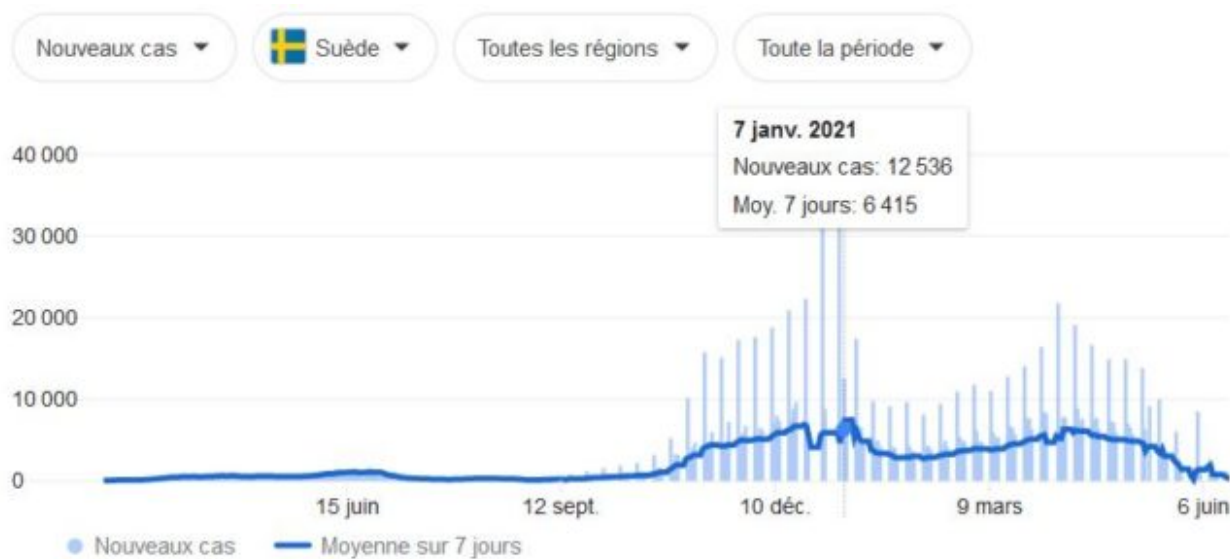 Nouveaux cas
Suède
Toutes les régions
Toute la période
7 janv. 2021
Nouveaux cas: 12 536
Moy. 7 jours: 6 415
40 000
30 000
20 000
10 000
0
15 juin
12 sept.
10 déc.
9 mars
6 juin
Nouveaux cas
Moyenne sur 7 jours